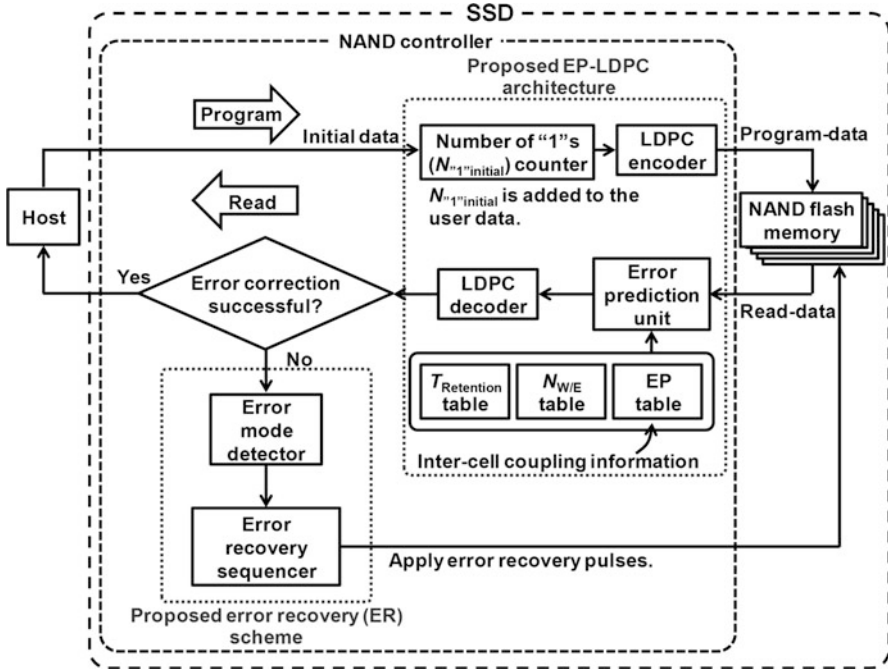 SSD
NAND controller
Proposed EP-LDPC
architecture
Program
Initial data
Number of “1”s
(N"1"initial) counter
LDPC
encoder
Program-data
N"1"initial is added to the
user data.
Read
Host
NAND flash
memory
Yes
Error correction
successful?
LDPC
decoder
Error
prediction
unit
Read-data
No
TRetention
table
NW/E
table
EP
table
Inter-cell coupling information
Error
mode
detector
Error
recovery
sequencer
Apply error recovery pulses.
Proposed error recovery (ER)
scheme